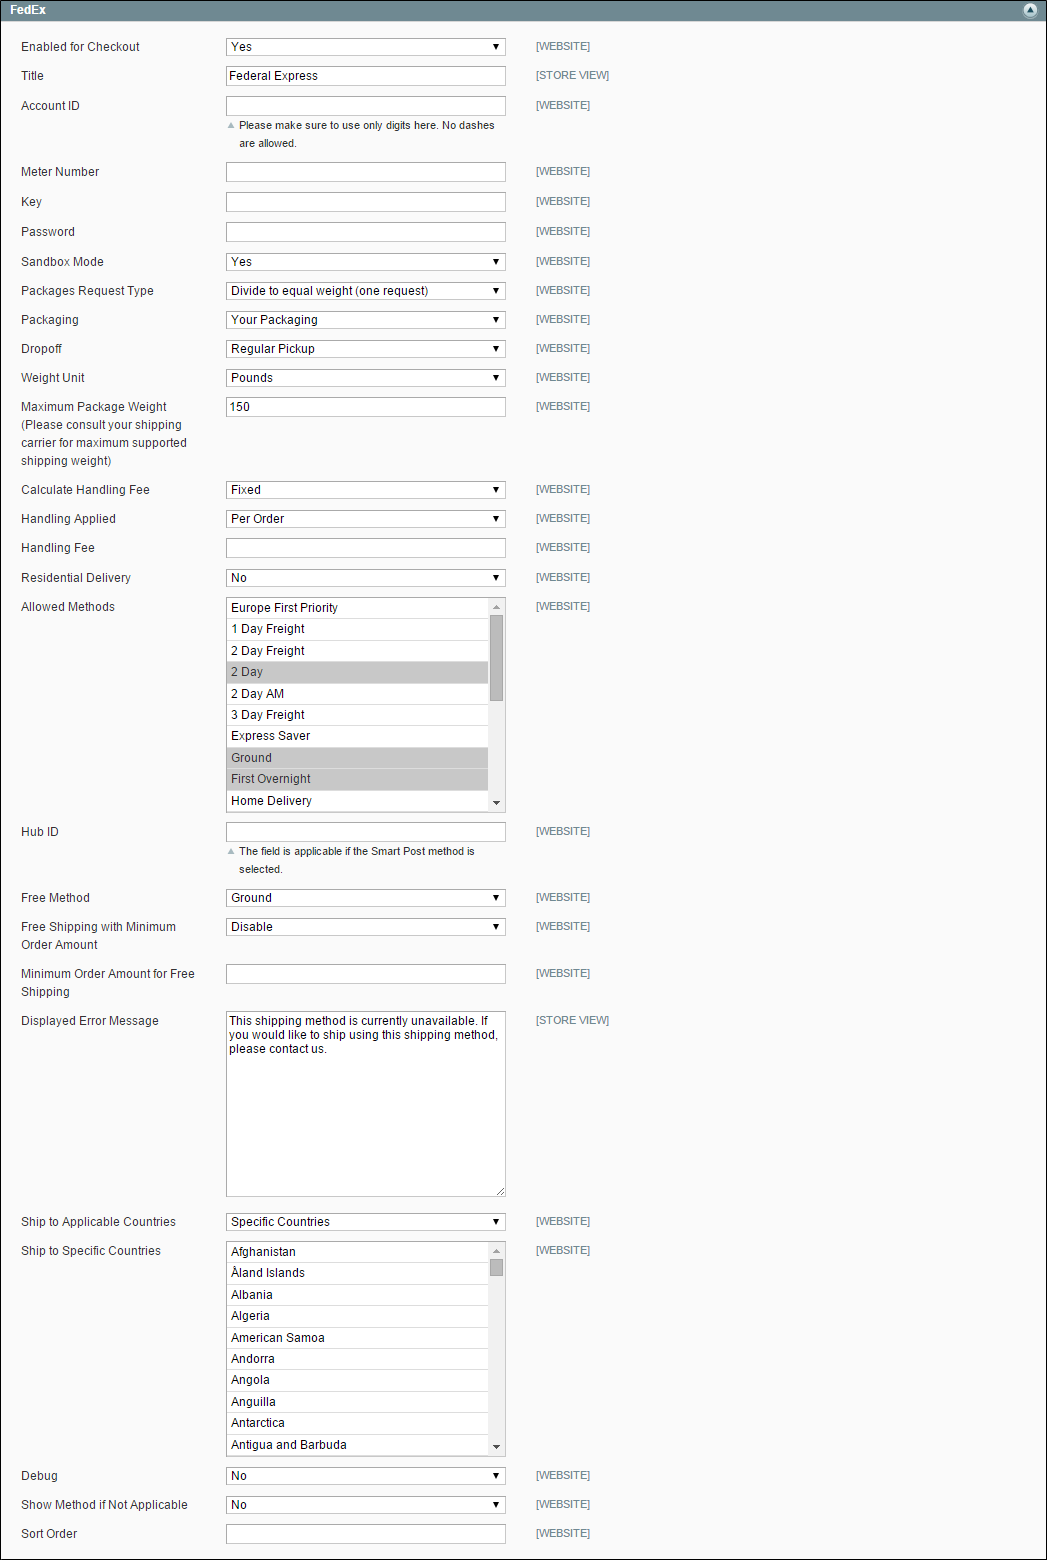 FedEx
Enabled for Checkout Yes [WEBSITE]
Title Federal Express [STORE VIEW]
Account ID [WEBSITE]
Please make sure to use only digits here. No dashes
are allowed.
Meter Number [WEBSITE]
Key [WEBSITE]
Password [WEBSITE]
Sandbox Mode Yes [WEBSITE]
Packages Request Type Divide to equal weight (one request) [WEBSITE]
Packaging Your Packaging [WEBSITE]
Dropoff Regular Pickup [WEBSITE]
Weight Unit Pounds [WEBSITE]
Maximum Package Weight 150 [WEBSITE]
(Please consult your shipping
carrier for maximum supported
shipping weight)
Calculate Handling Fee Fixed [WEBSITE]
Handling Applied Per Order [WEBSITE]
Handling Fee [WEBSITE]
Residential Delivery No [WEBSITE]
Allowed Methods Europe First Priority [WEBSITE]
1 Day Freight
2 Day Freight
2 Day
2 Day AM
3 Day Freight
Express Saver
Ground
First Overnight
Home Delivery
Hub ID [WEBSITE]
The field is applicable if the Smart Post method is
selected.
Free Method Ground [WEBSITE]
Free Shipping with Minimum Disable [WEBSITE]
Order Amount
Minimum Order Amount for Free [WEBSITE]
Shipping
Displayed Error Message This shipping method is currently unavailable. If [STORE VIEW]
you would like to ship using this shipping method,
please contact us.
Ship to Applicable Countries Specific Countries [WEBSITE]
Ship to Specific Countries Afghanistan [WEBSITE]
Åland Islands
Albania
Algeria
American Samoa
Andorra
Angola
Anguilla
Antarctica
Antigua and Barbuda
Debug No [WEBSITE]
Show Method if Not Applicable No [WEBSITE]
Sort Order [WEBSITE]